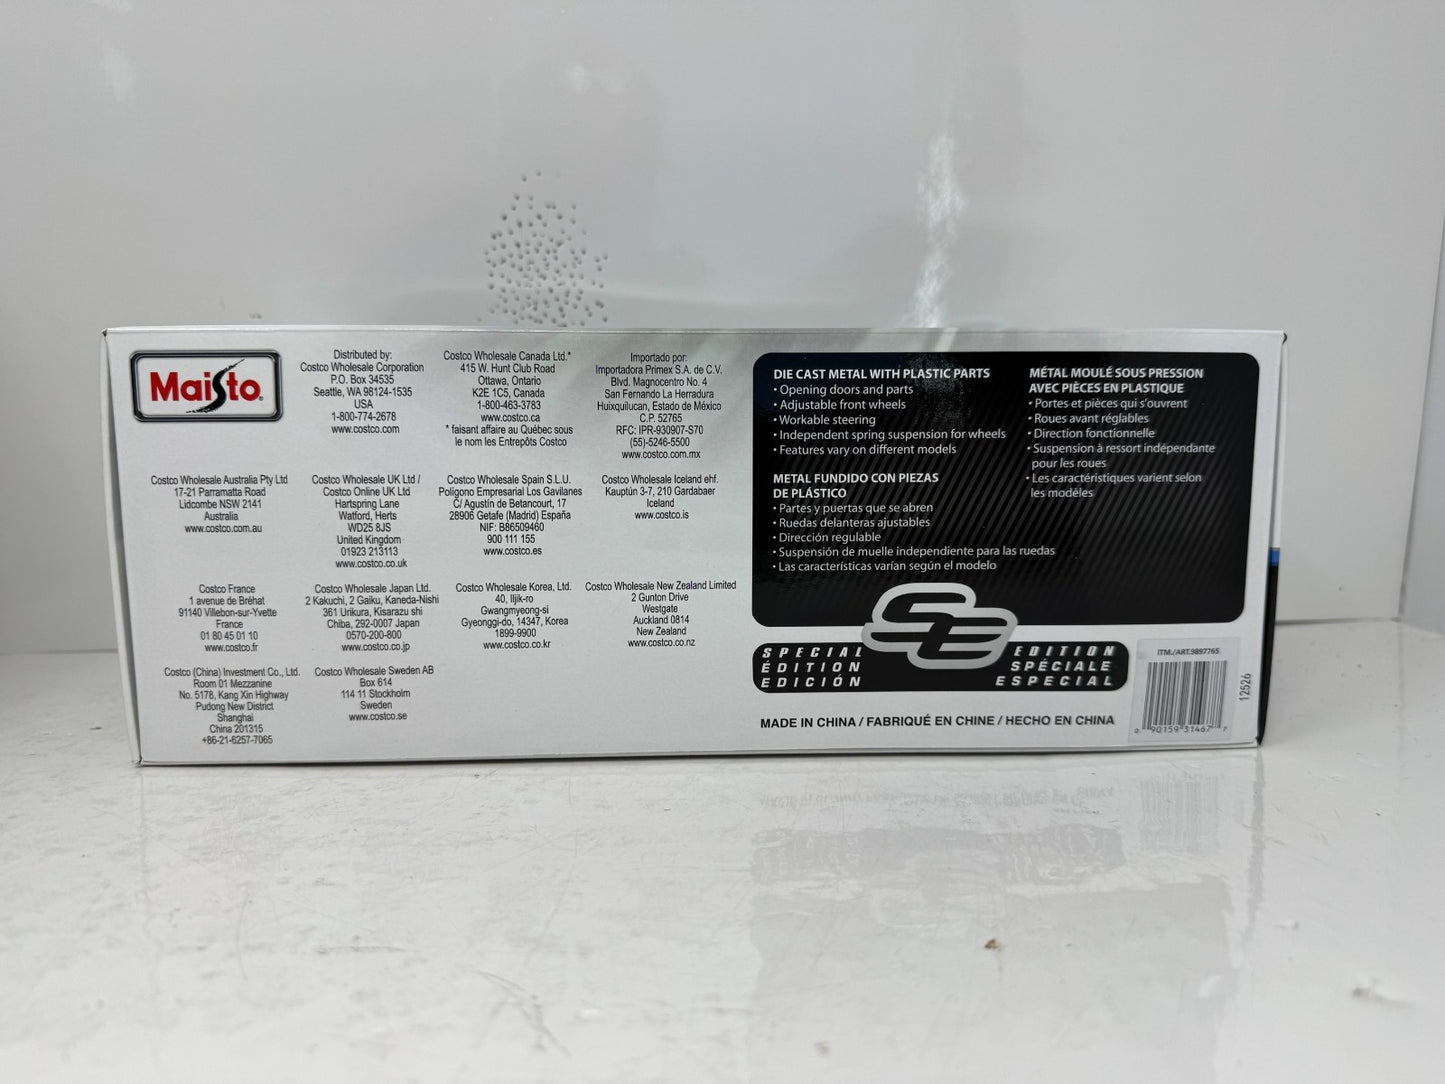 Maisto
Distributed by:
Costco Wholesale Corporation
P.O. Box 34535
Seattle, WA 98124-1535
USA
1-800-774-2678
www.costco.com
Costco Wholesale Canada Ltd.*
415 W. Hunt Club Road
Ottawa, Ontario
K2E 1C5, Canada
1-800-463-3783
www.costco.ca
* faisant affaire au Québec sous
le nom les Entrepôts Costco
Importado por:
Importadora Primex S.A. de C.V.
Blvd. Magnocentro No. 4
San Fernando La Herradura
Huixquilucan, Estado de México
C.P. 52765
RFC: IPR-930907-S70
(55)-5246-5500
www.costco.com.mx
Costco Wholesale Australia Pty Ltd
17-21 Parramatta Road
Lidcombe NSW 2141
Australia
www.costco.com.au
Costco Wholesale UK Ltd /
Costco Online UK Ltd
Hartspring Lane
Watford, Herts
WD25 8JS
United Kingdom
01923 213113
www.costco.co.uk
Costco Wholesale Spain S.L.U.
Polígono Empresarial Los Gavilanes
C/ Agustín de Betancourt, 17
28906 Getafe (Madrid) España
NIF: B86509460
900 111 155
www.costco.es
Costco Wholesale Iceland ehf.
Kauptún 3-7, 210 Gardabaer
Iceland
www.costco.is
Costco France
1 avenue de Bréhat
91140 Villebon-sur-Yvette
France
01 80 45 01 10
www.costco.fr
Costco Wholesale Japan Ltd.
2 Kakuchi, 2 Gaiku, Kaneda-Nishi
361 Urikura, Kisarazu shi
Chiba, 292-0007 Japan
0570-200-800
www.costco.co.jp
Costco Wholesale Korea, Ltd.
40, Iljik-ro
Gwangmyeong-si
Gyeonggi-do, 14347, Korea
1899-9900
www.costco.co.kr
Costco Wholesale New Zealand Limited
2 Gunton Drive
Westgate
Auckland 0814
New Zealand
www.costco.co.nz
Costco (China) Investment Co., Ltd.
Room 01 Mezzanine
No. 5178, Kang Xin Highway
Pudong New District
Shanghai
China 201315
+86-21-6257-7065
Costco Wholesale Sweden AB
Box 614
114 11 Stockholm
Sweden
www.costco.se
DIE CAST METAL WITH PLASTIC PARTS
• Opening doors and parts
• Adjustable front wheels
• Workable steering
• Independent spring suspension for wheels
• Features vary on different models
METAL FUNDIDO CON PIEZAS
DE PLÁSTICO
• Partes y puertas que se abren
• Ruedas delanteras ajustables
• Dirección regulable
• Suspensión de muelle independiente para las ruedas
• Las características varían según el modelo
MÉTAL MOULÉ SOUS PRESSION
AVEC PIÈCES EN PLASTIQUE
• Portes et pièces qui s'ouvrent
• Roues avant réglables
• Direction fonctionnelle
• Suspension à ressort indépendante
pour les roues
• Les caractéristiques varient selon
les modèles
SE
SPECIAL EDITION
ÉDITION SPÉCIALE
EDICIÓN ESPECIAL
MADE IN CHINA / FABRIQUÉ EN CHINE / HECHO EN CHINA
ITM./ART.9897765
0 90159 31467 7
12526